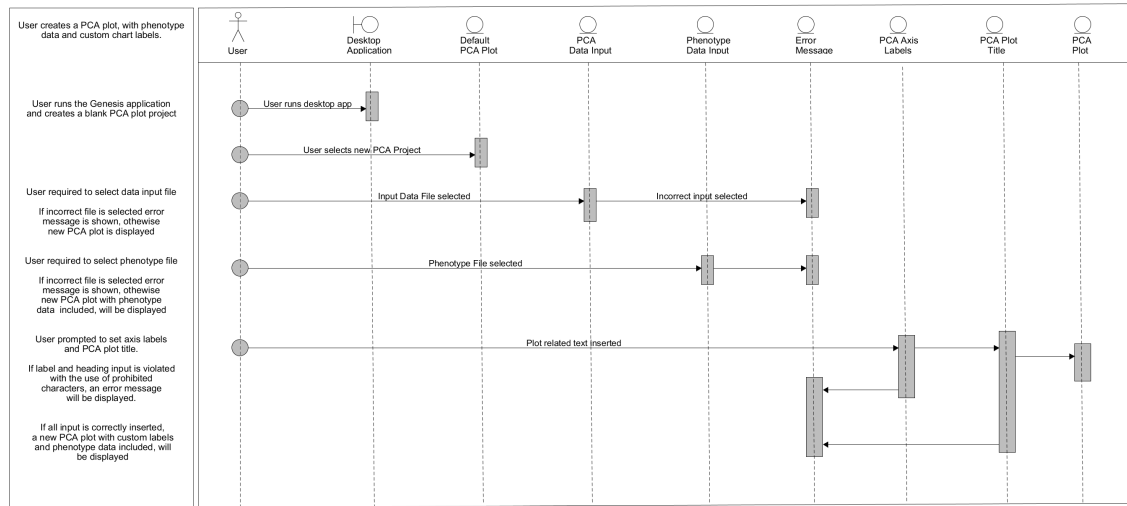 User creates a PCA plot, with phenotype
data and custom chart labels.
User
Desktop
Application
Default
PCA Plot
PCA
Data Input
Phenotype
Data Input
Error
Message
PCA Axis
Labels
PCA Plot
Title
PCA
Plot
User runs the Genesis application
and creates a blank PCA plot project
User runs desktop app
User selects new PCA Project
User required to select data input file
If incorrect file is selected error
message is shown, othewise
new PCA plot is displayed
Input Data File selected
Incorrect input selected
User required to select phenotype file
If incorrect file is selected error
message is shown, othewise
new PCA plot with phenotype
data included, will be displayed
Phenotype File selected
User prompted to set axis labels
and PCA plot title.
If label and heading input is violated
with the use of prohibited
characters, an error message
will be displayed.
If all input is correctly inserted,
a new PCA plot with custom labels
and phenotype data included, will
be displayed
Plot related text inserted